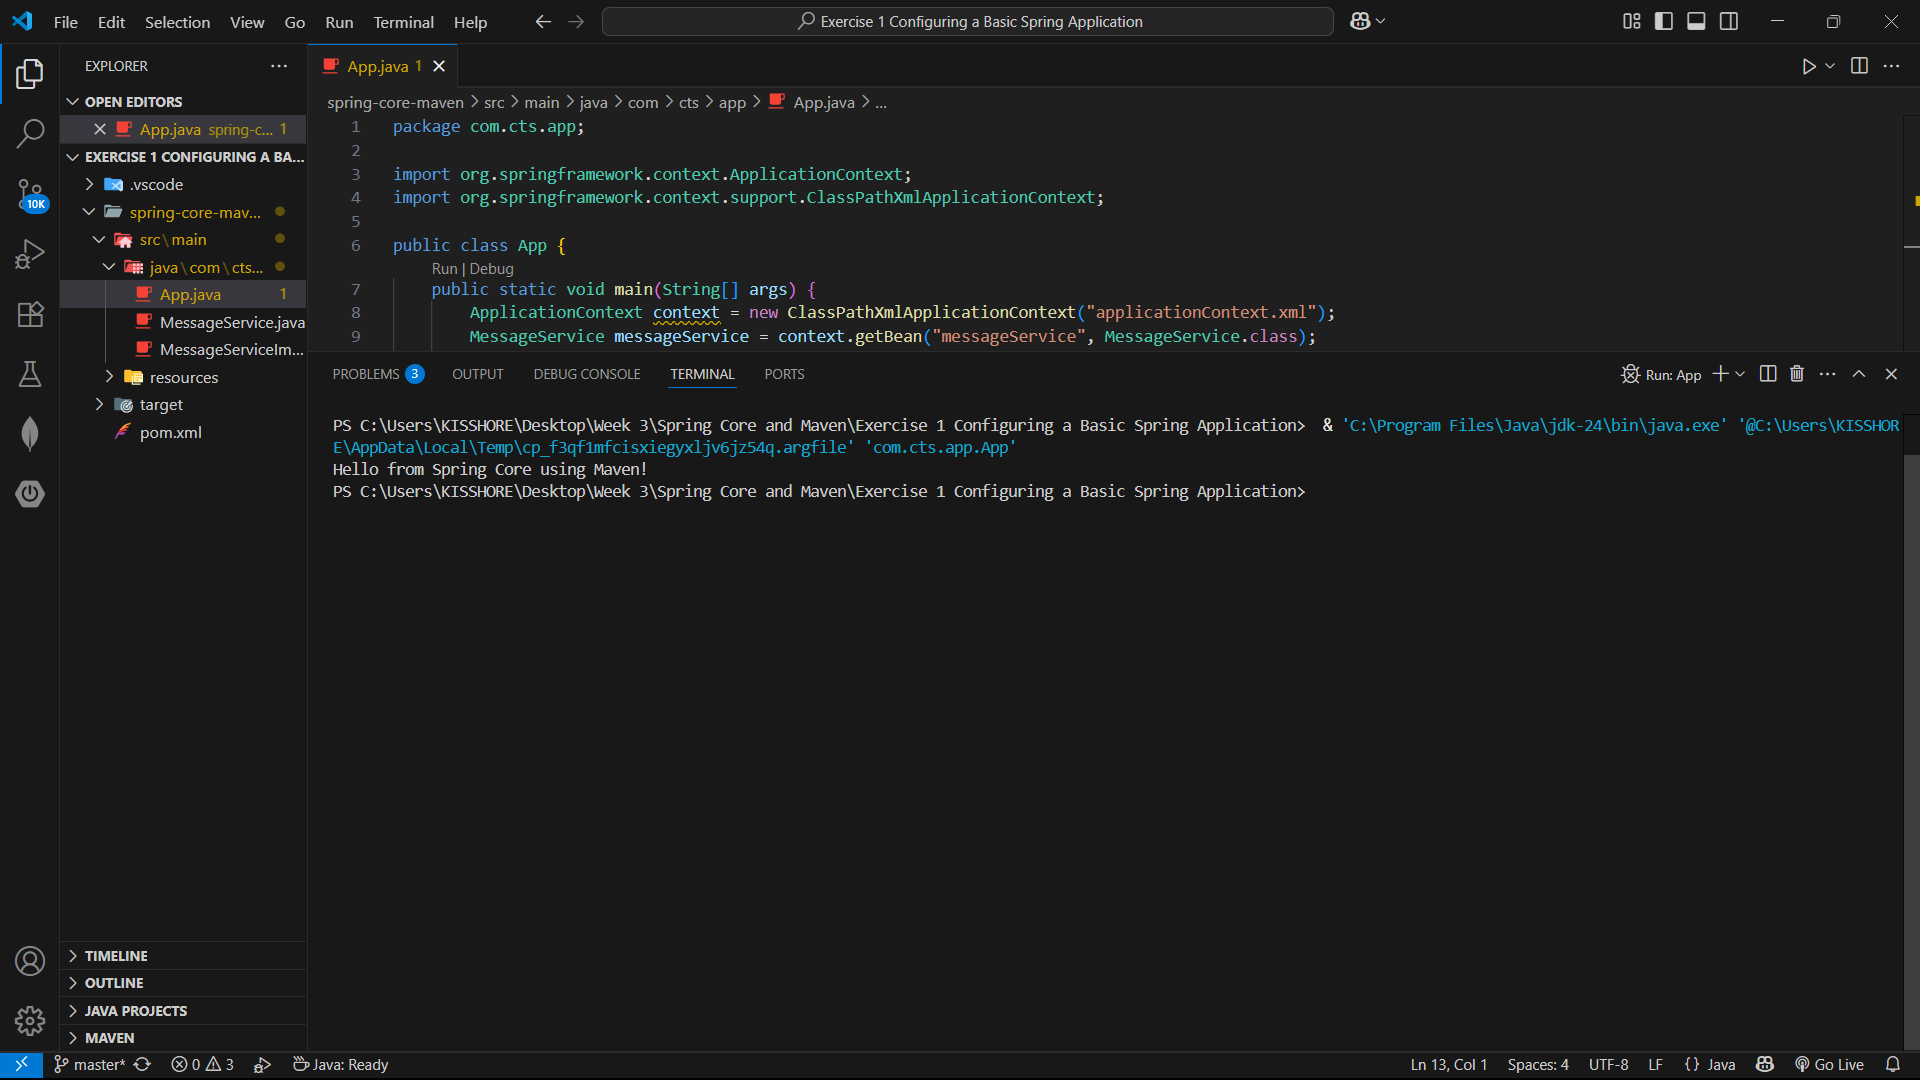 File Edit Selection View Go Run Terminal Help
Exercise 1 Configuring a Basic Spring Application
EXPLORER
OPEN EDITORS
App.java spring-c... 1
EXERCISE 1 CONFIGURING A BA...
.vscode
spring-core-mav...
src\main
java\com\cts...
App.java 1
MessageService.java
MessageServiceIm...
resources
target
pom.xml
TIMELINE
OUTLINE
JAVA PROJECTS
MAVEN
10K
App.java 1
spring-core-maven > src > main > java > com > cts > app > App.java > ...
1 package com.cts.app;
2
3 import org.springframework.context.ApplicationContext;
4 import org.springframework.context.support.ClassPathXmlApplicationContext;
5
6 public class App {
Run | Debug
7 public static void main(String[] args) {
8 ApplicationContext context = new ClassPathXmlApplicationContext("applicationContext.xml");
9 MessageService messageService = context.getBean("messageService", MessageService.class);
PROBLEMS 3 OUTPUT DEBUG CONSOLE TERMINAL PORTS
Run: App
PS C:\Users\KISSHORE\Desktop\Week 3\Spring Core and Maven\Exercise 1 Configuring a Basic Spring Application> & 'C:\Program Files\Java\jdk-24\bin\java.exe' '@C:\Users\KISSHOR
E\AppData\Local\Temp\cp_f3qf1mfcisxiegyxljv6jz54q.argfile' 'com.cts.app.App'
Hello from Spring Core using Maven!
PS C:\Users\KISSHORE\Desktop\Week 3\Spring Core and Maven\Exercise 1 Configuring a Basic Spring Application>
master* 0 3 Java: Ready
Ln 13, Col 1 Spaces: 4 UTF-8 LF {} Java Go Live